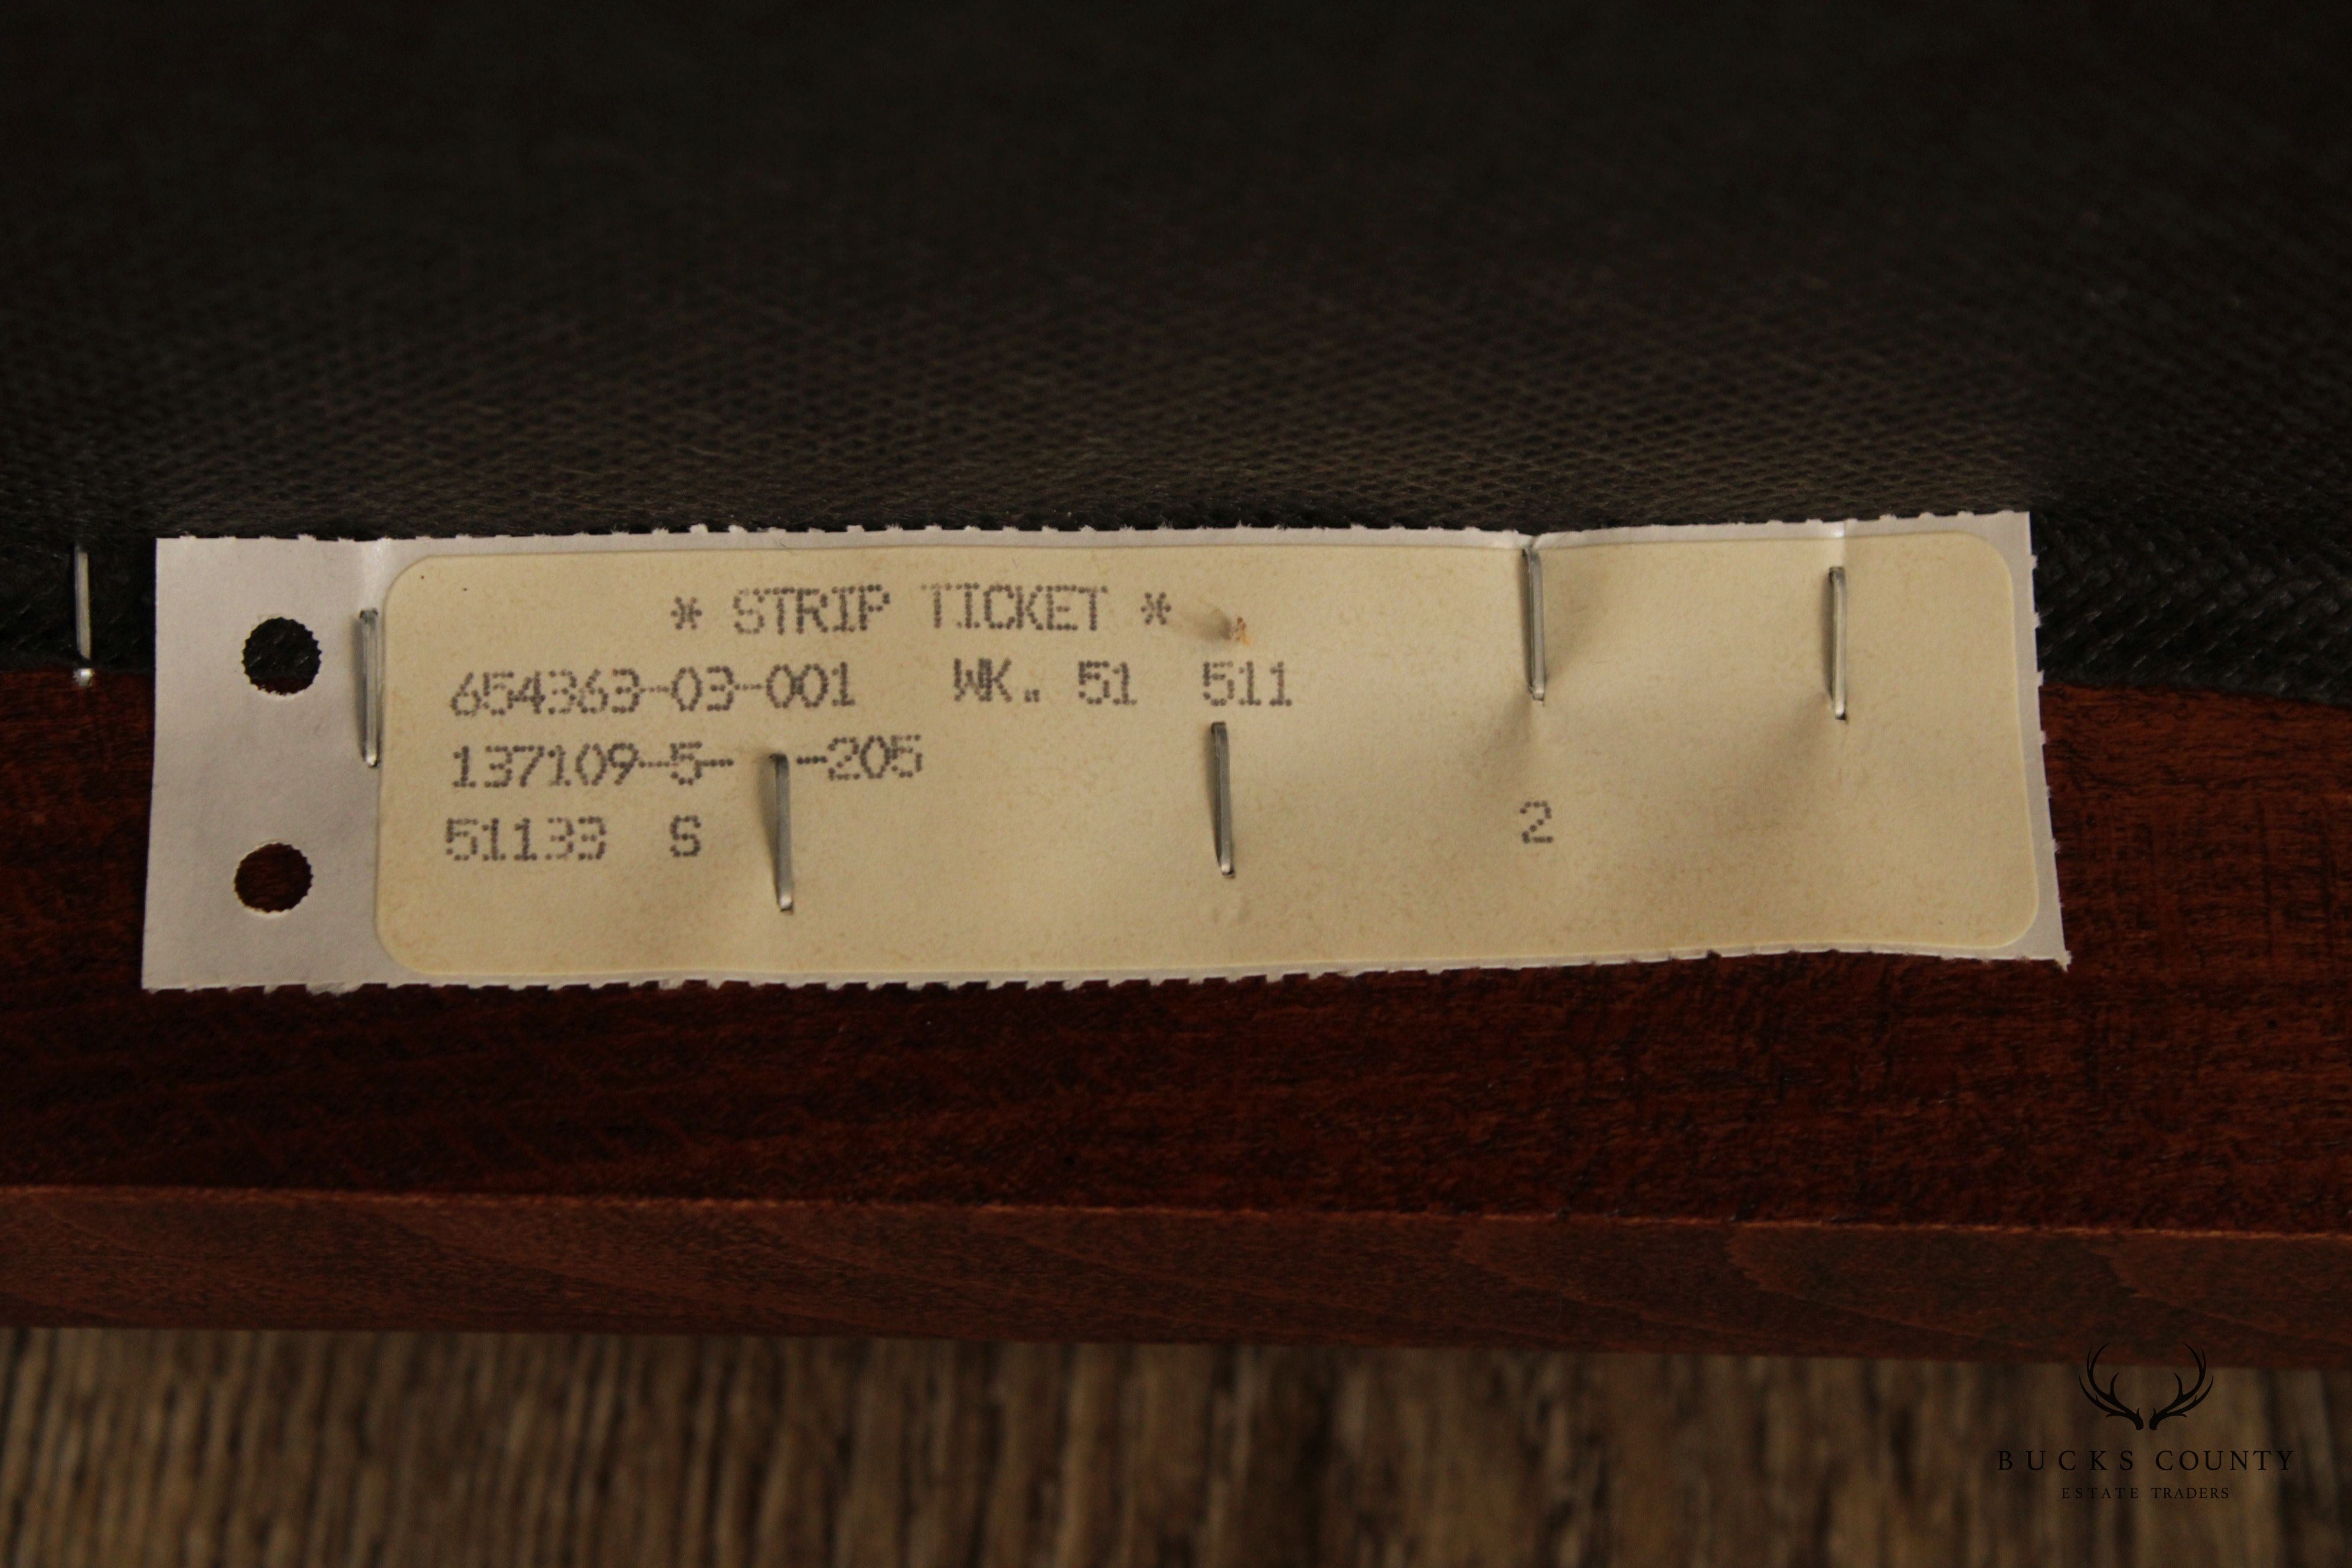 * STRIP TICKET *
654363-03-001 WK. 51 511
137109-5- -205
51133 S 2
BUCKS COUNTY
ESTATE TRADERS